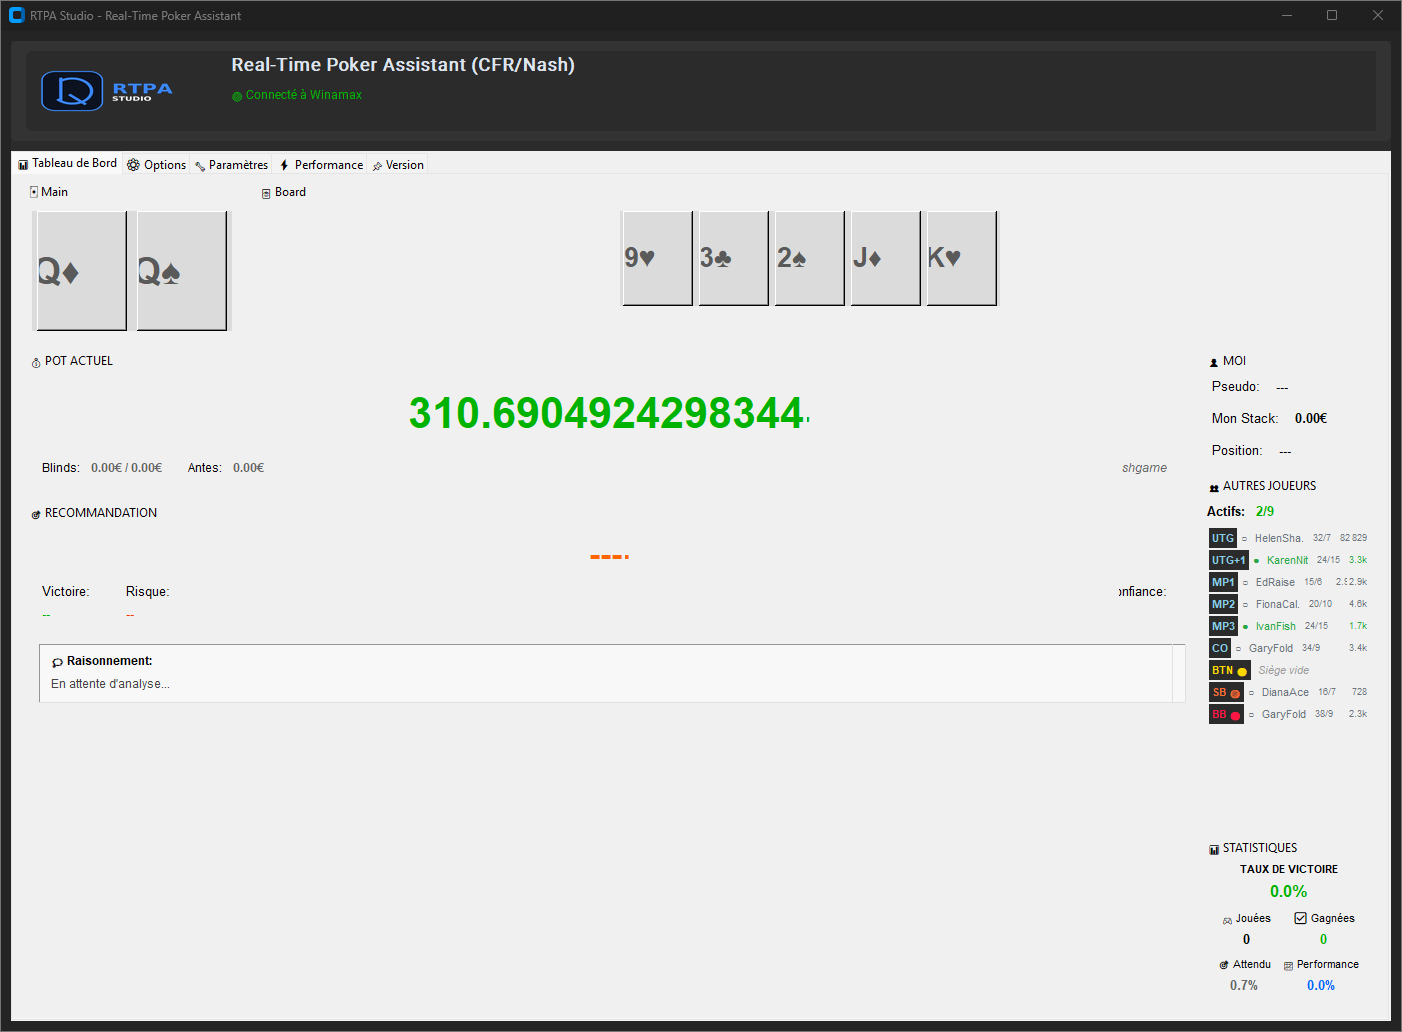 RTPA Studio - Real-Time Poker Assistant
RTPA
STUDIO
Real-Time Poker Assistant (CFR/Nash)
Connecté à Winamax
Tableau de Bord Options Paramètres Performance Version
Main
Board
Q♦ Q♠
9♥ 3♣ 2♠ J♦ K♥
POT ACTUEL
310.6904924298344
Blinds: 0.00€ / 0.00€ Antes: 0.00€
shgame
RECOMMANDATION
----
Victoire: Risque: onfiance:
-- --
Raisonnement:
En attente d'analyse...
MOI
Pseudo: ---
Mon Stack: 0.00€
Position: ---
AUTRES JOUEURS
Actifs: 2/9
UTG HelenSha. 32/7 82 829
UTG+1 KarenNit 24/15 3.3k
MP1 EdRaise 15/6 2.9k
MP2 FionaCal. 20/10 4.6k
MP3 IvanFish 24/15 1.7k
CO GaryFold 34/9 3.4k
BTN Siège vide
SB DianaAce 16/7 728
BB GaryFold 38/9 2.3k
STATISTIQUES
TAUX DE VICTOIRE
0.0%
Jouées Gagnées
0 0
Attendu Performance
0.7% 0.0%